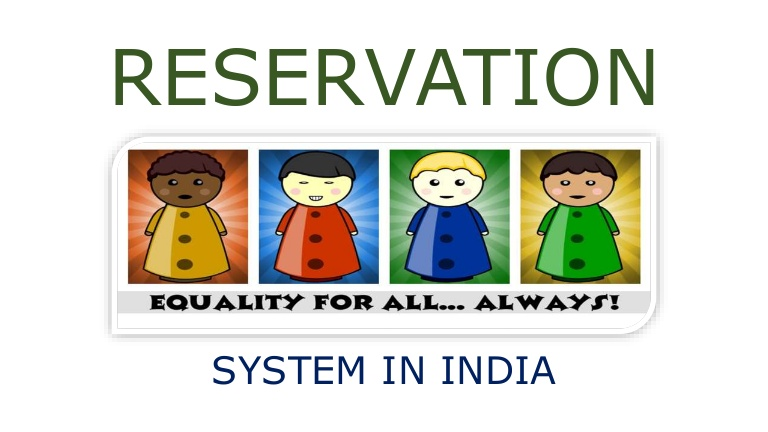 RESERVATION
EQUALITY FOR ALL... ALWAYS!
SYSTEM IN INDIA